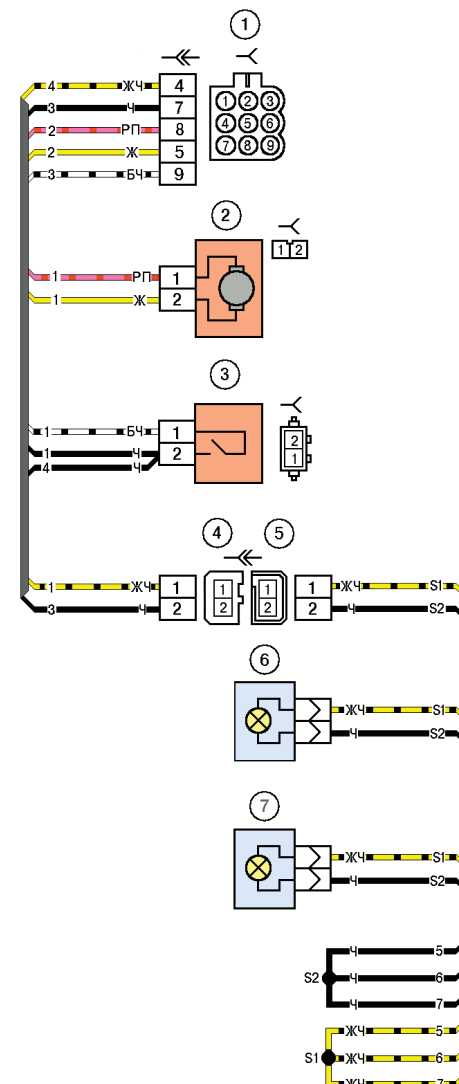 1
4 ЖЧ 4
3 Ч 7
2 РП 8
2 Ж 5
3 БЧ 9
1 2 3
4 5 6
7 8 9
2
1 2
1 РП 1
1 Ж 2
3
1 БЧ 1
1 Ч 2
4 Ч
2
1
4 5
1 ЖЧ 1
3 Ч 2
1
2
1
2
1 ЖЧ S1
2 Ч S2
6
ЖЧ S1
Ч S2
7
ЖЧ S1
Ч S2
Ч 5
S2 Ч 6
Ч 7
ЖЧ 5
S1 ЖЧ 6
ЖЧ 7